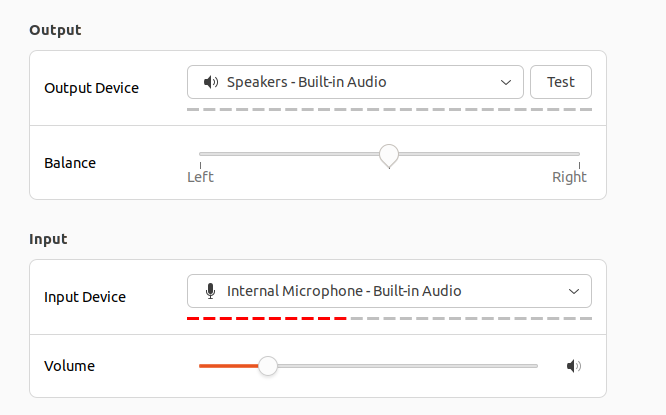 Output
Output Device
Speakers - Built-in Audio
Test
Balance
Left
Right
Input
Input Device
Internal Microphone - Built-in Audio
Volume